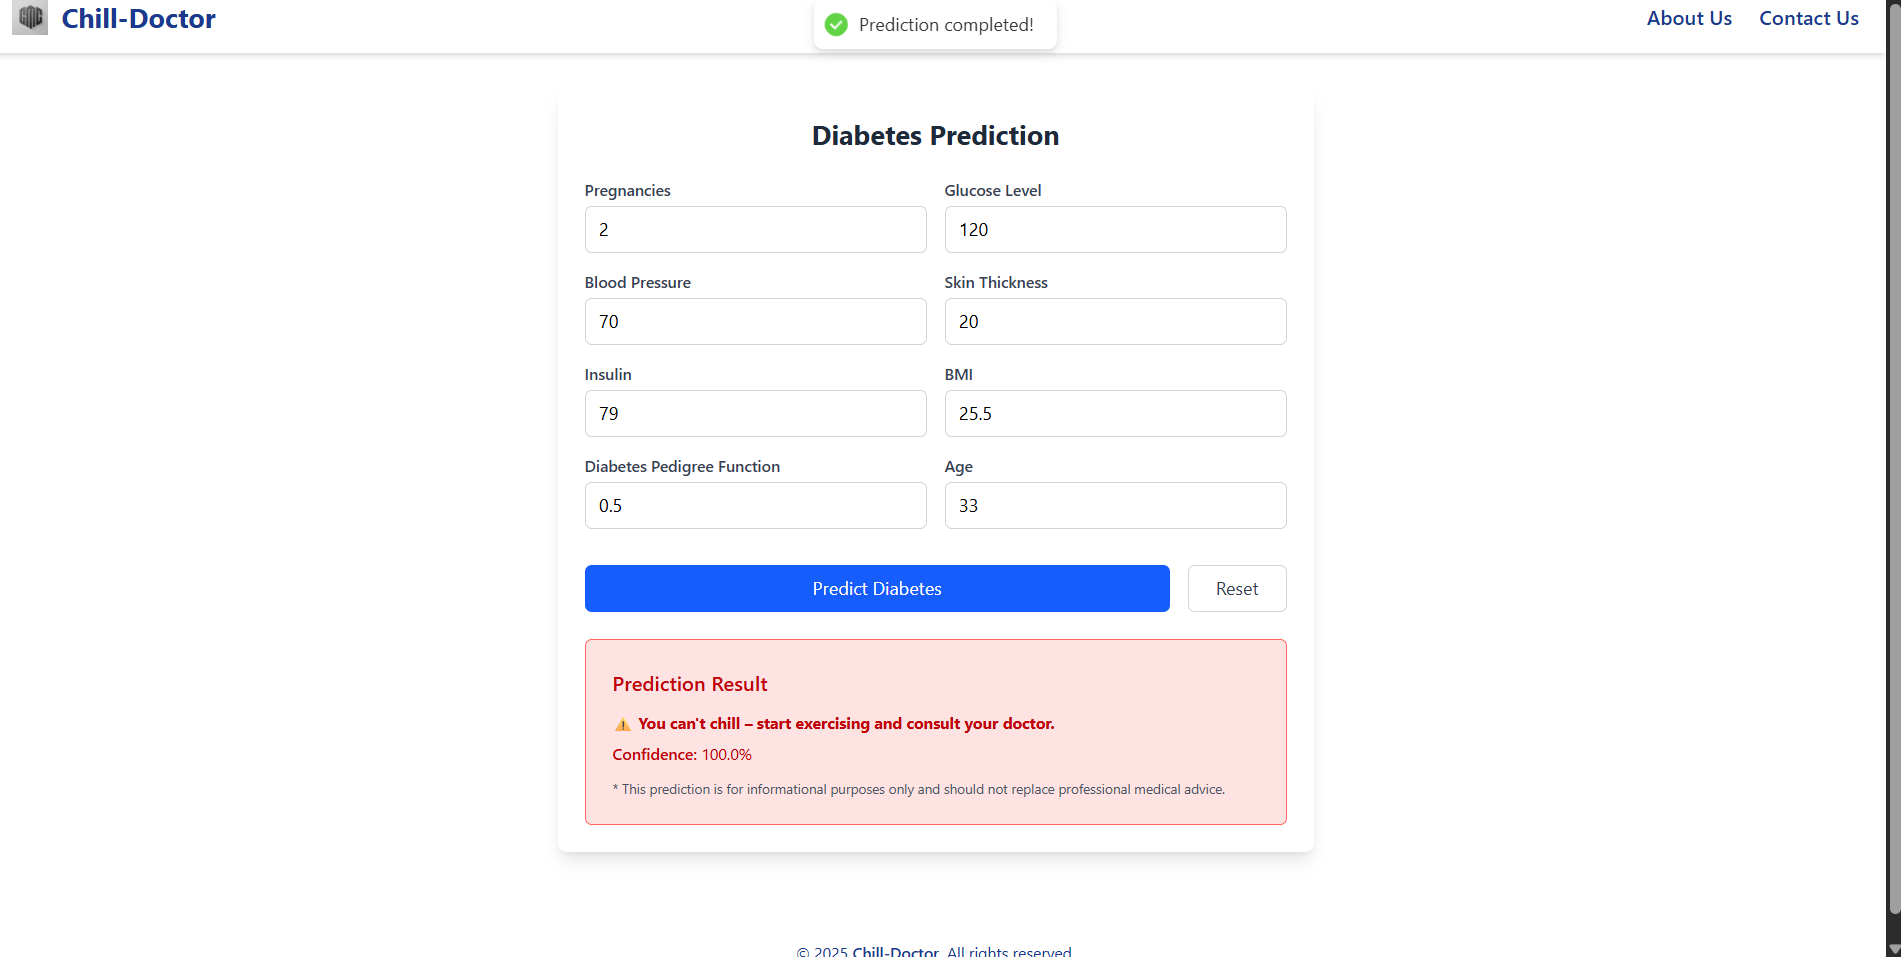 Chill-Doctor
Prediction completed!
About Us
Contact Us
Diabetes Prediction
Pregnancies
Glucose Level
2
120
Blood Pressure
Skin Thickness
70
20
Insulin
BMI
79
25.5
Diabetes Pedigree Function
Age
0.5
33
Predict Diabetes
Reset
Prediction Result
⚠️ You can't chill – start exercising and consult your doctor.
Confidence: 100.0%
* This prediction is for informational purposes only and should not replace professional medical advice.
© 2025 Chill-Doctor. All rights reserved.